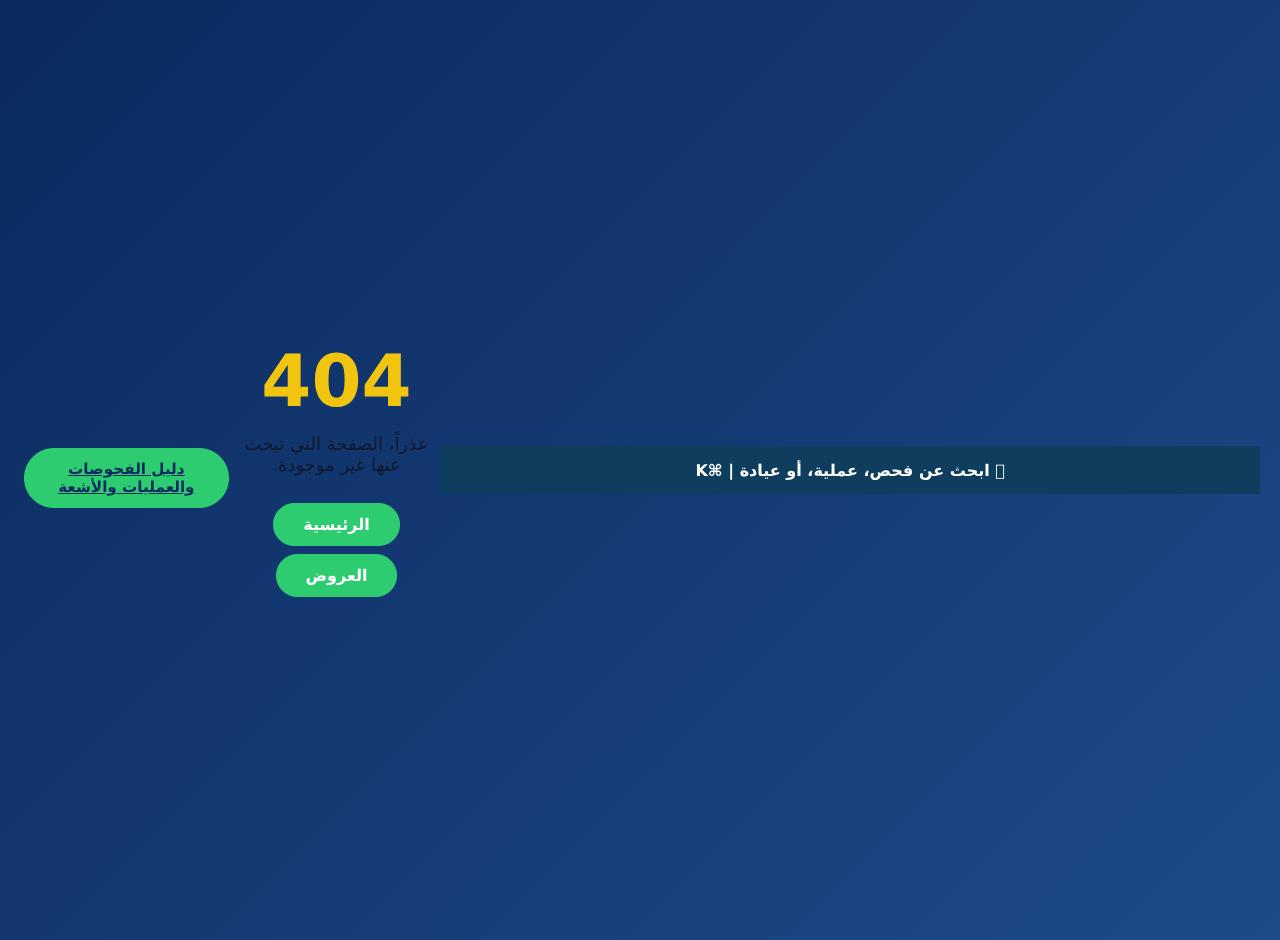 ابحث عن فحص، عملية، أو عيادة | ⌘K
404
عذراً، الصفحة التي تبحث
عنها غير موجودة.
الرئيسية
العروض
دليل الفحوصات
والعمليات والأشعة